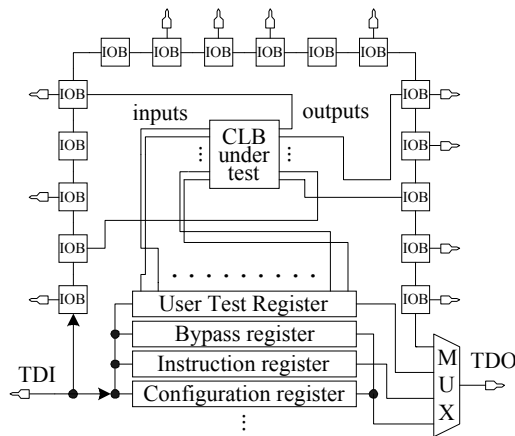 IOB IOB IOB IOB IOB IOB
IOB outputs IOB
inputs
CLB
under
test
IOB IOB
IOB IOB
IOB IOB
IOB IOB
User Test Register
Bypass register
Instruction register
Configuration register
TDI
M
U
X
TDO